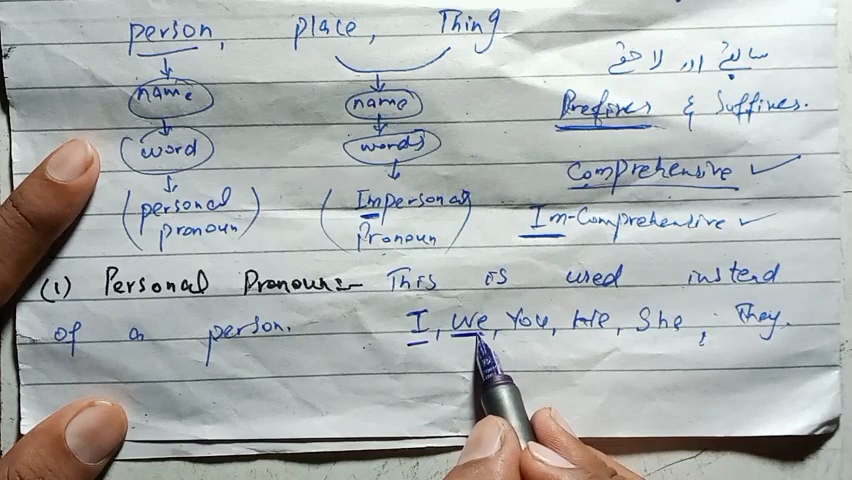 person, place, Thing
سابقے اور لاحقے
name name Prefixes & Suffixes.
word words
Comprehensive ✓
(personal pronoun) (Impersonal Pronoun) Im-Comprehensive ✓
(1) Personal Pronoun:- This is used instead
of a person. I, We, You, He, She, They.